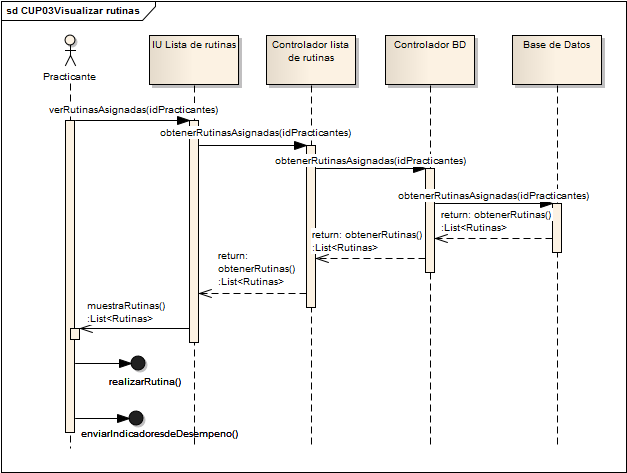 sd CUP03Visualizar rutinas
Practicante
IU Lista de rutinas
Controlador lista
de rutinas
Controlador BD
Base de Datos
verRutinasAsignadas(idPracticantes)
obtenerRutinasAsignadas(idPracticantes)
obtenerRutinasAsignadas(idPracticantes)
obtenerRutinasAsignadas(idPracticantes)
return: obtenerRutinas()
:List<Rutinas>
return: obtenerRutinas()
:List<Rutinas>
return:
obtenerRutinas()
:List<Rutinas>
muestraRutinas()
:List<Rutinas>
realizarRutina()
enviarIndicadoresdeDesempeno()